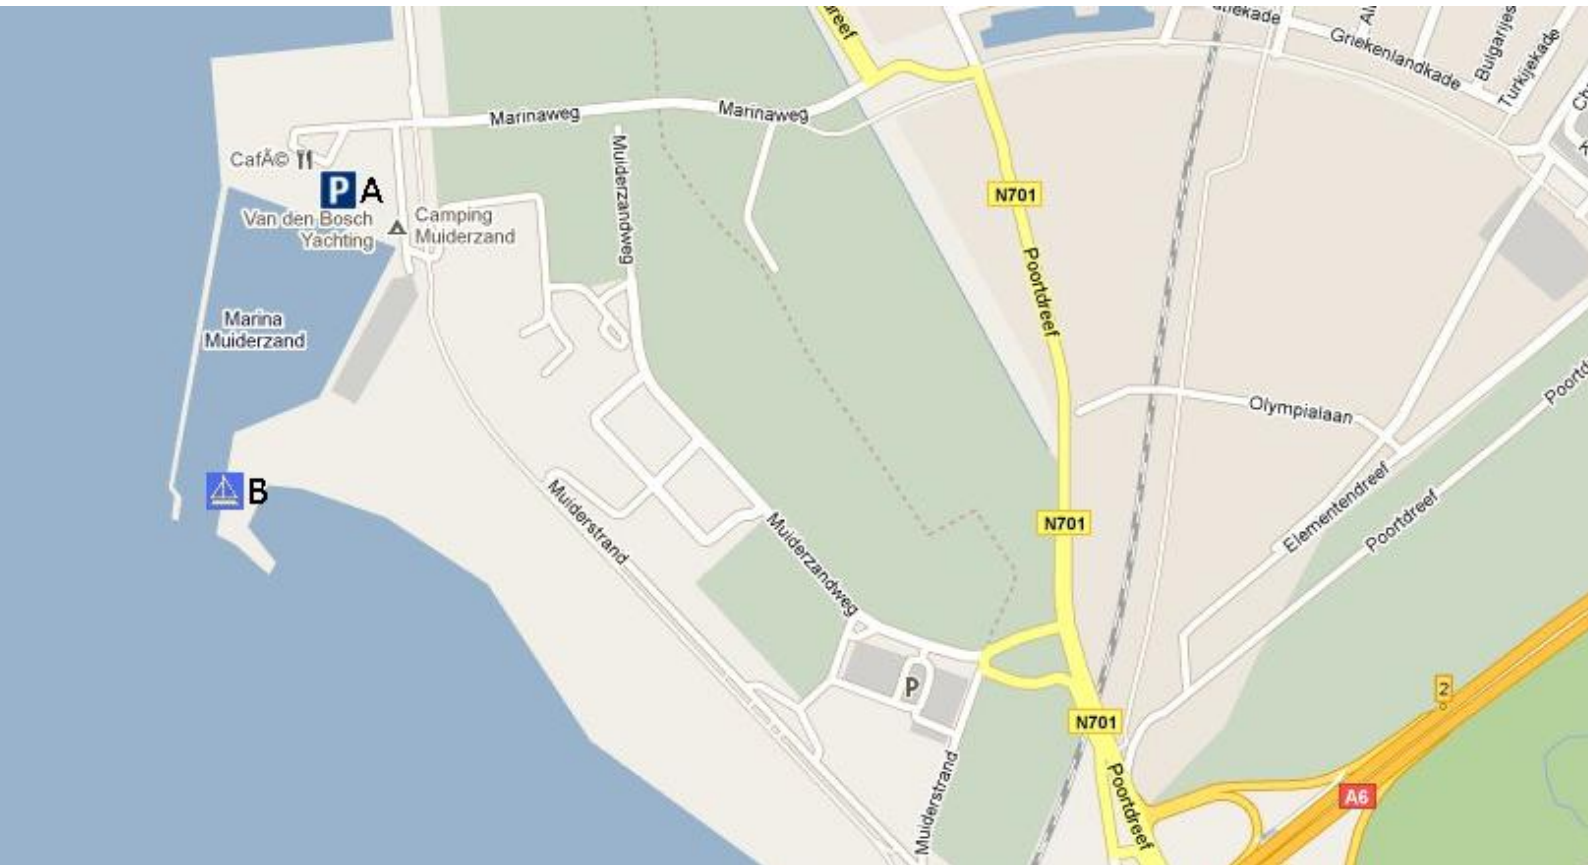 Griekenlandkade
Bulgarijes
Turkijekade
Marinaweg
Marinaweg
CafÃ©
P A
Van den Bosch
Yachting
Camping
Muiderzand
Muiderzandweg
N701
Poortdreef
Marina
Muiderzand
Olympialaan
B
Muiderstrand
Muiderzandweg
N701
Elementendreef
Poortdreef
P
2
N701
Muiderstrand
Poortdreef
A6